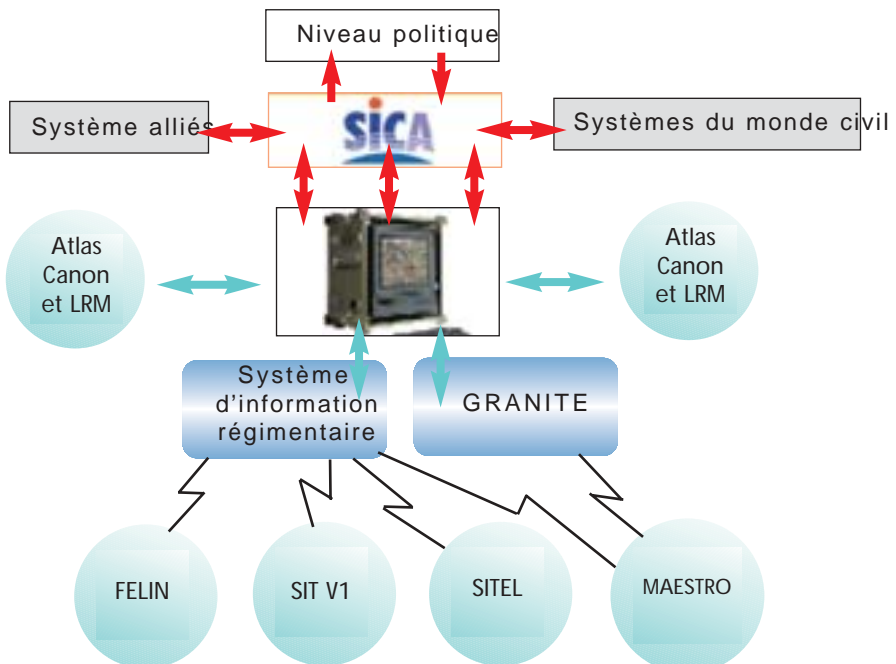 Niveau politique
Système alliés
SICA
Systèmes du monde civil
Atlas
Canon
et LRM
Atlas
Canon
et LRM
Système
d'information
régimentaire
GRANITE
FELIN
SIT V1
SITEL
MAESTRO